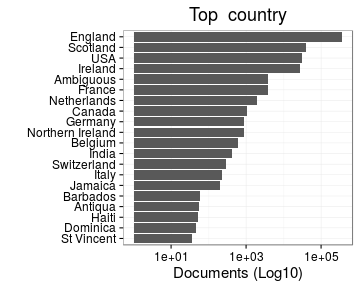 Top country
England
Scotland
USA
Ireland
Ambiguous
France
Netherlands
Canada
Germany
Northern Ireland
Belgium
India
Switzerland
Italy
Jamaica
Barbados
Antiqua
Haiti
Dominica
St Vincent
1e+01 1e+03 1e+05
Documents (Log10)